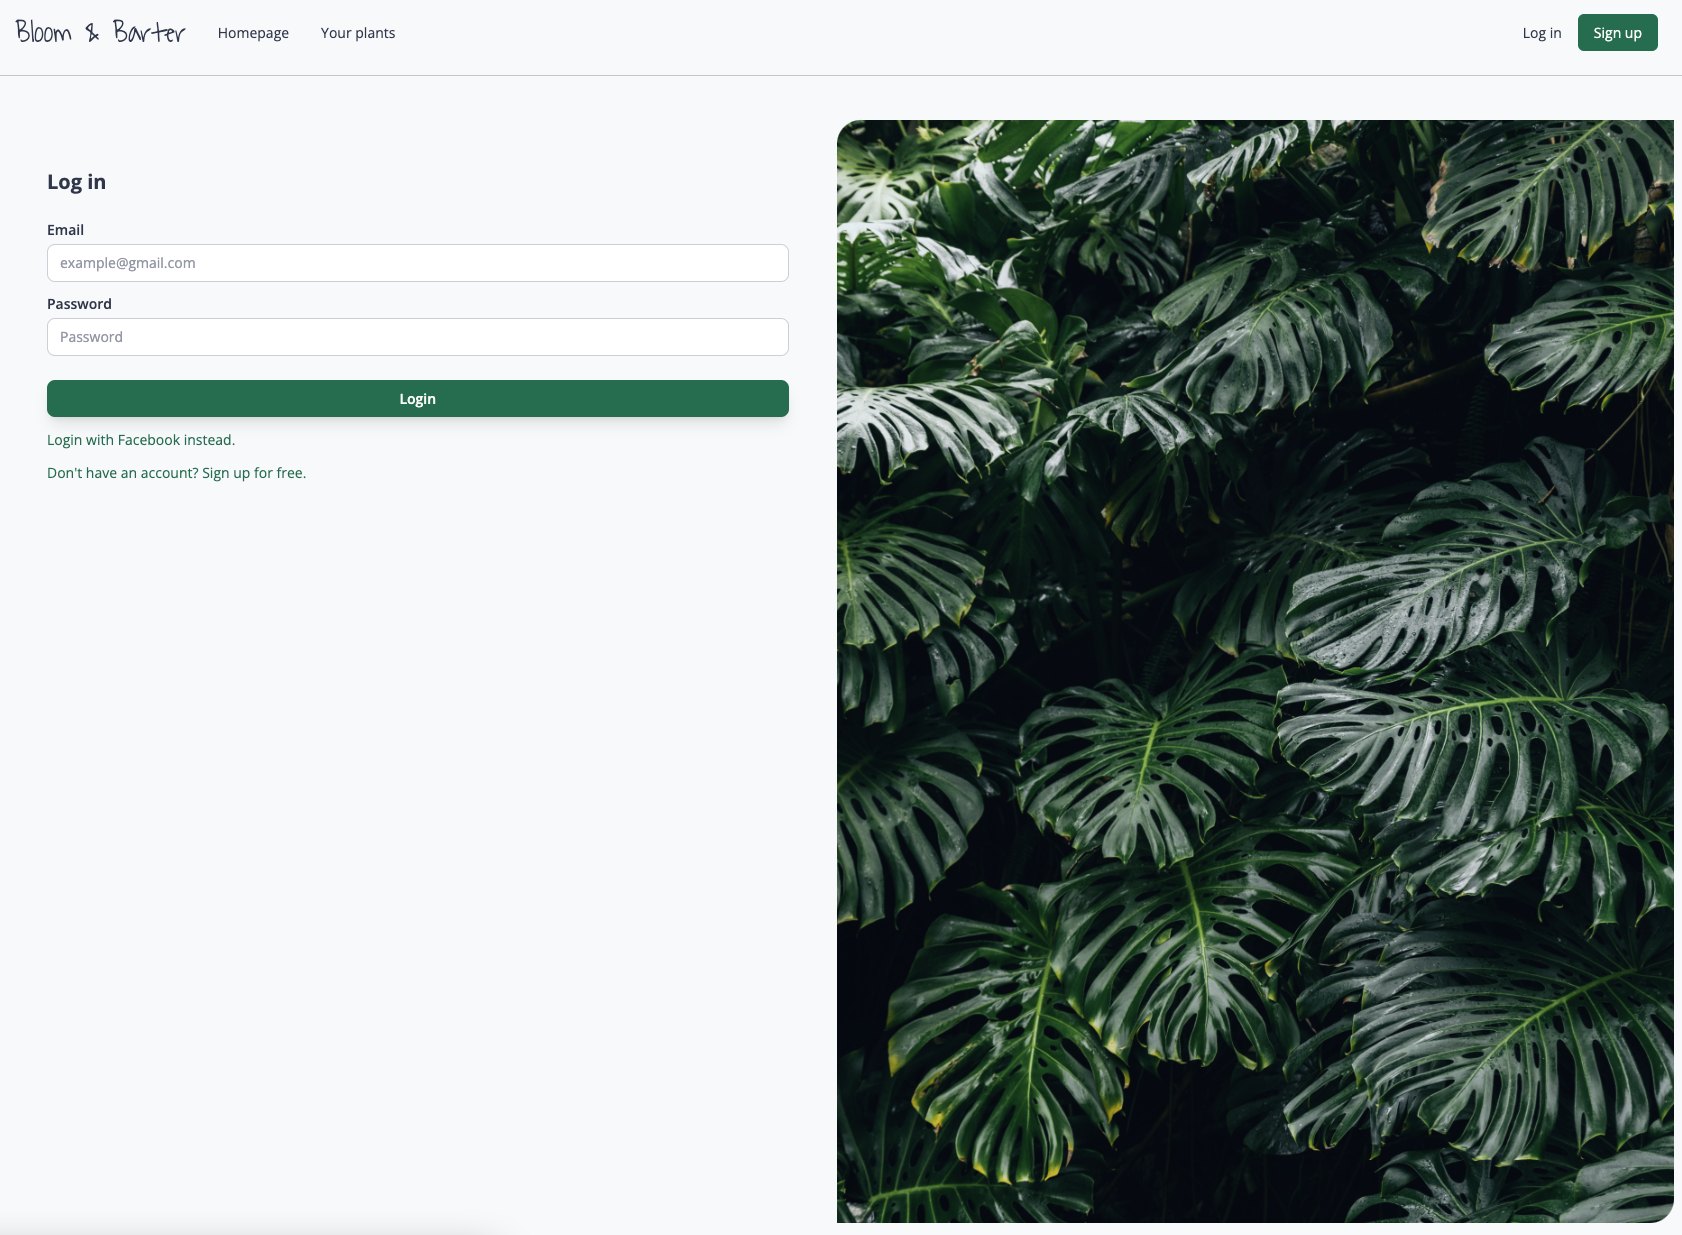 Bloom & Barter Homepage Your plants Log in Sign up
Log in
Email
example@gmail.com
Password
Password
Login
Login with Facebook instead.
Don't have an account? Sign up for free.